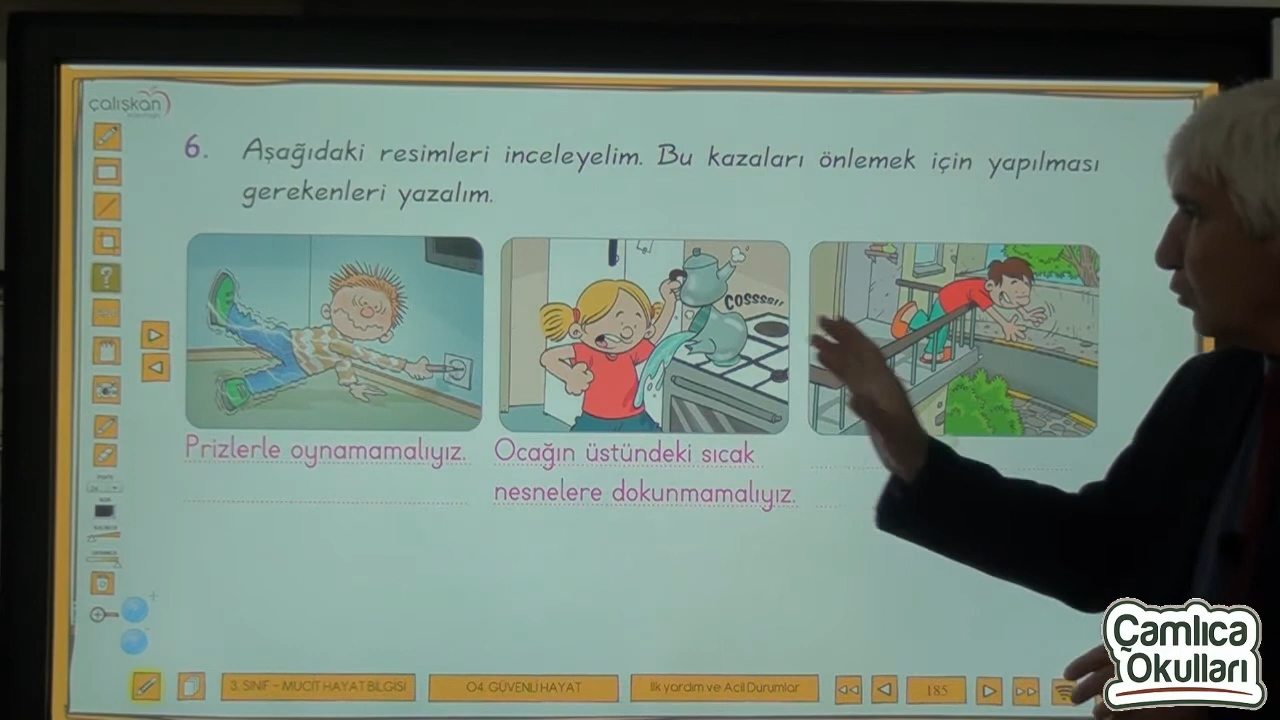 çalışkan
6. Aşağıdaki resimleri inceleyelim. Bu kazaları önlemek için yapılması
gerekenleri yazalım.
COSSSS!!
Prizlerle oynamamalıyız.
Ocağın üstündeki sıcak
nesnelere dokunmamalıyız.
3. SINIF - MUCİT HAYAT BİLGİSİ
04. GÜVENLİ HAYAT
İlk yardım ve Acil Durumlar
185
Çamlıca
Okulları